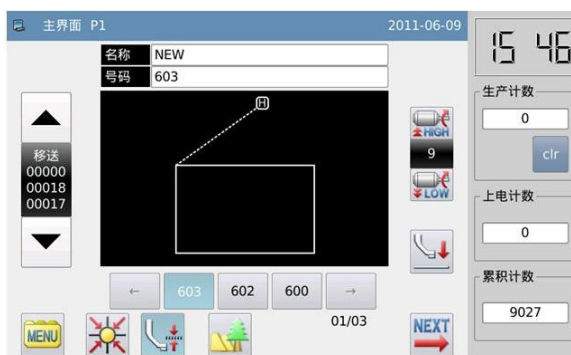 主界面 P1 2011-06-09
15 46
名称 NEW
号码 603
H
生产计数
0
clr
移送
00000
00018
00017
HIGH
9
LOW
上电计数
0
累积计数
9027
← 603 602 600 →
01/03
MENU
NEXT